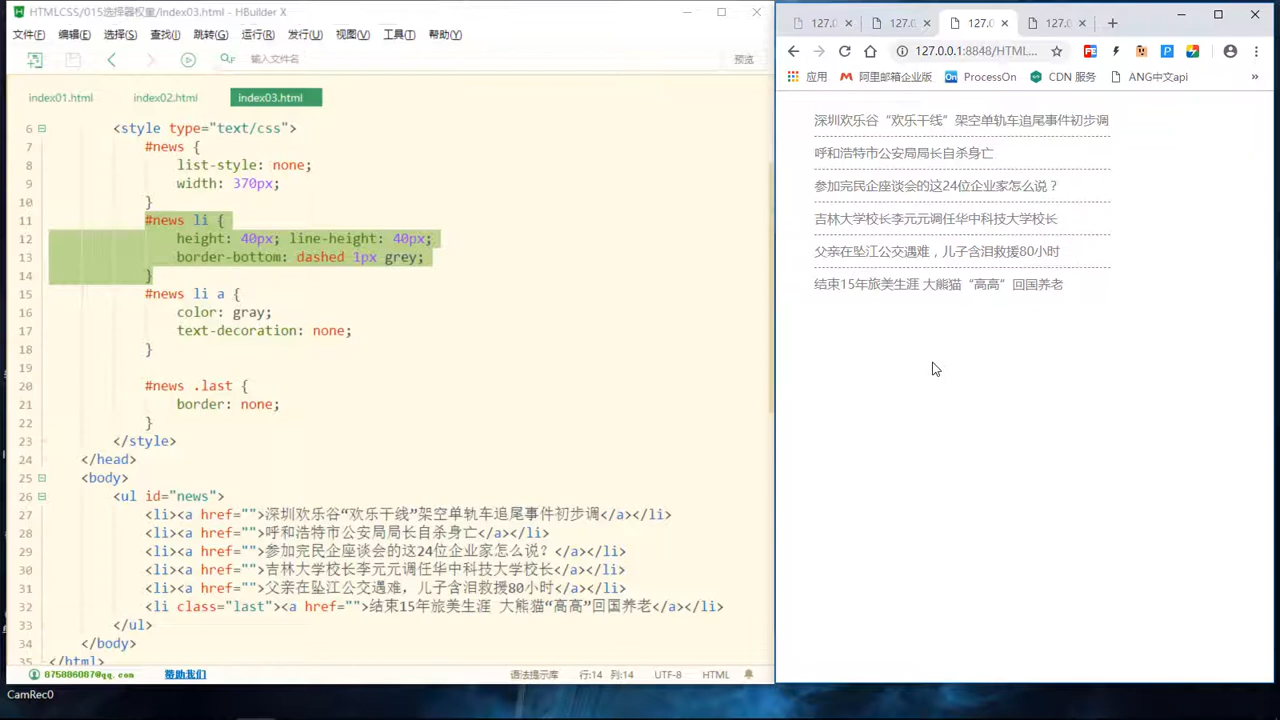 HTMLCSS/015选择器权重/index03.html - HBuilder X
文件(F) 编辑(E) 选择(S) 查找(I) 跳转(G) 运行(R) 发行(U) 视图(V) 工具(T) 帮助(Y)
输入文件名 预览
index01.html index02.html index03.html
6 <style type="text/css">
7 #news {
8 list-style: none;
9 width: 370px;
10 }
11 #news li {
12 height: 40px; line-height: 40px;
13 border-bottom: dashed 1px grey;
14 }
15 #news li a {
16 color: gray;
17 text-decoration: none;
18 }
19
20 #news .last {
21 border: none;
22 }
23 </style>
24 </head>
25 <body>
26 <ul id="news">
27 <li><a href="">深圳欢乐谷“欢乐干线”架空单轨车追尾事件初步调</a></li>
28 <li><a href="">呼和浩特市公安局局长自杀身亡</a></li>
29 <li><a href="">参加完民企座谈会的这24位企业家怎么说？</a></li>
30 <li><a href="">吉林大学校长李元元调任华中科技大学校长</a></li>
31 <li><a href="">父亲在坠江公交遇难，儿子含泪救援80小时</a></li>
32 <li class="last"><a href="">结束15年旅美生涯 大熊猫“高高”回国养老</a></li>
33 </ul>
34 </body>
35 </html>
875886087@qq.com 帮助我们 语法提示库 行:14 列:14 UTF-8 HTML
CamRec0
127.0 127.0 127.0 127.0
127.0.0.1:8848/HTML...
应用 阿里邮箱企业版 ProcessOn CDN 服务 ANG中文api »
深圳欢乐谷“欢乐干线”架空单轨车追尾事件初步调
呼和浩特市公安局局长自杀身亡
参加完民企座谈会的这24位企业家怎么说？
吉林大学校长李元元调任华中科技大学校长
父亲在坠江公交遇难，儿子含泪救援80小时
结束15年旅美生涯 大熊猫“高高”回国养老